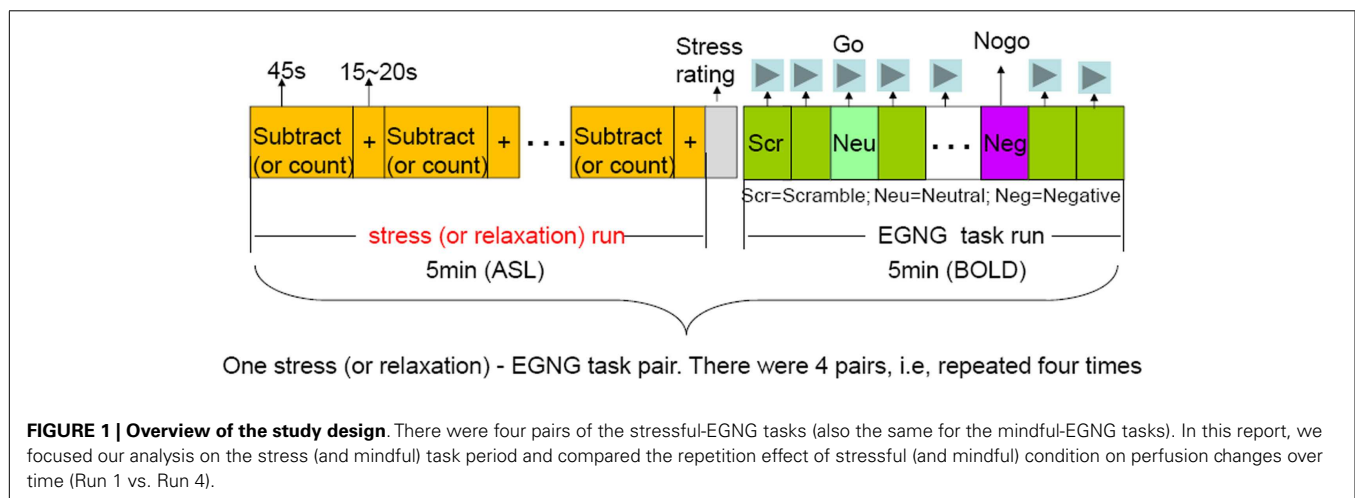 45s
15~20s
Stress
rating
Go
Nogo
Subtract
(or count)
+
Subtract
(or count)
+
...
Subtract
(or count)
+
Scr
Neu
...
Neg
Scr=Scramble; Neu=Neutral; Neg=Negative
stress (or relaxation) run
EGNG task run
5min (ASL)
5min (BOLD)
One stress (or relaxation) - EGNG task pair. There were 4 pairs, i.e, repeated four times
FIGURE 1 | Overview of the study design. There were four pairs of the stressful-EGNG tasks (also the same for the mindful-EGNG tasks). In this report, we
focused our analysis on the stress (and mindful) task period and compared the repetition effect of stressful (and mindful) condition on perfusion changes over
time (Run 1 vs. Run 4).